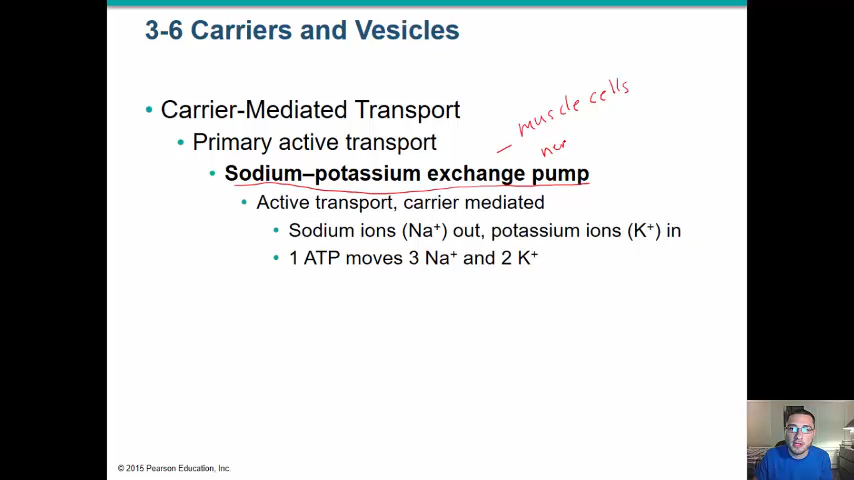 3-6 Carriers and Vesicles
• Carrier-Mediated Transport
– muscle cells
• Primary active transport
ner
• Sodium–potassium exchange pump
• Active transport, carrier mediated
• Sodium ions (Na⁺) out, potassium ions (K⁺) in
• 1 ATP moves 3 Na⁺ and 2 K⁺
© 2015 Pearson Education, Inc.